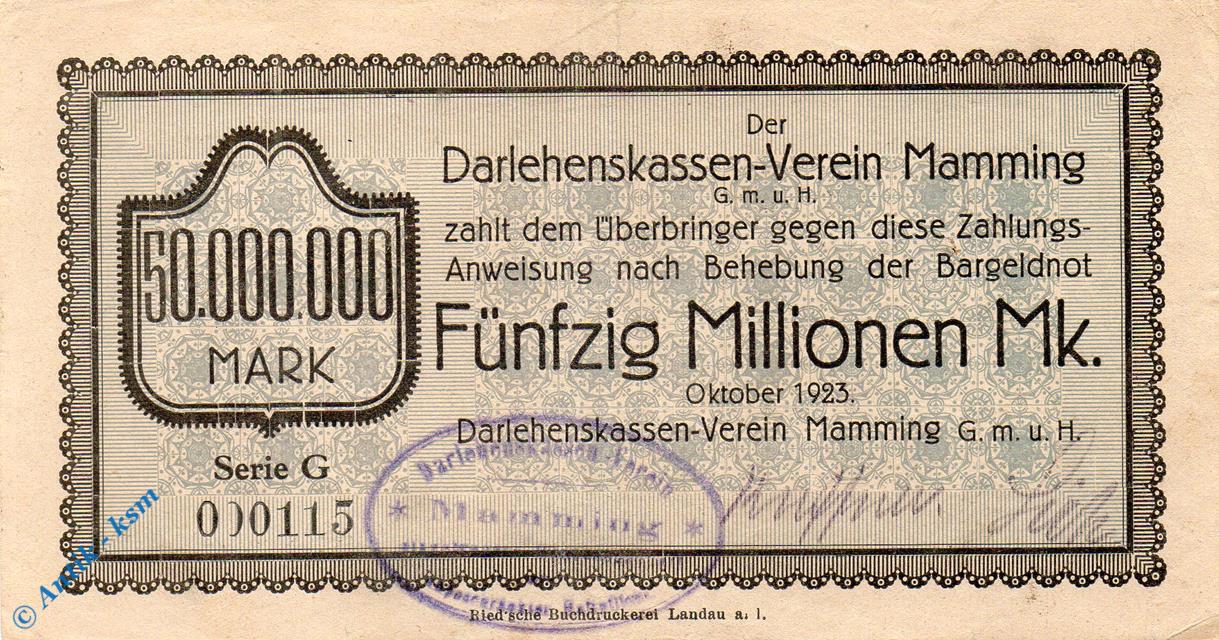 Der
Darlehenskassen-Verein Mamming
G. m. u. H.
zahlt dem Überbringer gegen diese Zahlungs-
Anweisung nach Behebung der Bargeldnot
Fünfzig Millionen Mk.
Oktober 1923.
Darlehenskassen-Verein Mamming G. m. u. H.
50.000.000
MARK
Serie G
000115
* Mamming *
Ried'sche Buchdruckerei Landau a. I.
© Antik - ksm